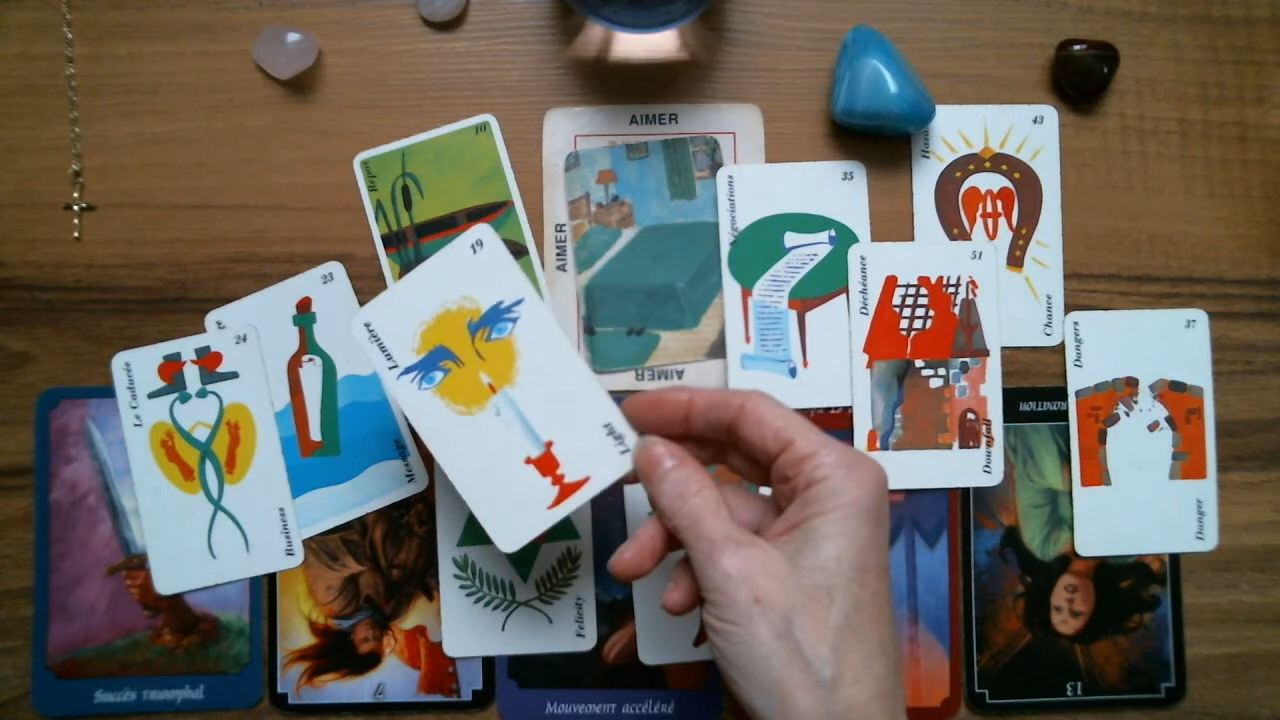 AIMER
AIMER
AIMER
10
Repos
35
Négociations
43
Chance
51
Déchéance
Downfall
37
Dangers
Danger
19
Lumière
Light
23
24
Le Caducée
Business
Felicity
Succès triomphal
7
Mouvement accéléré
13